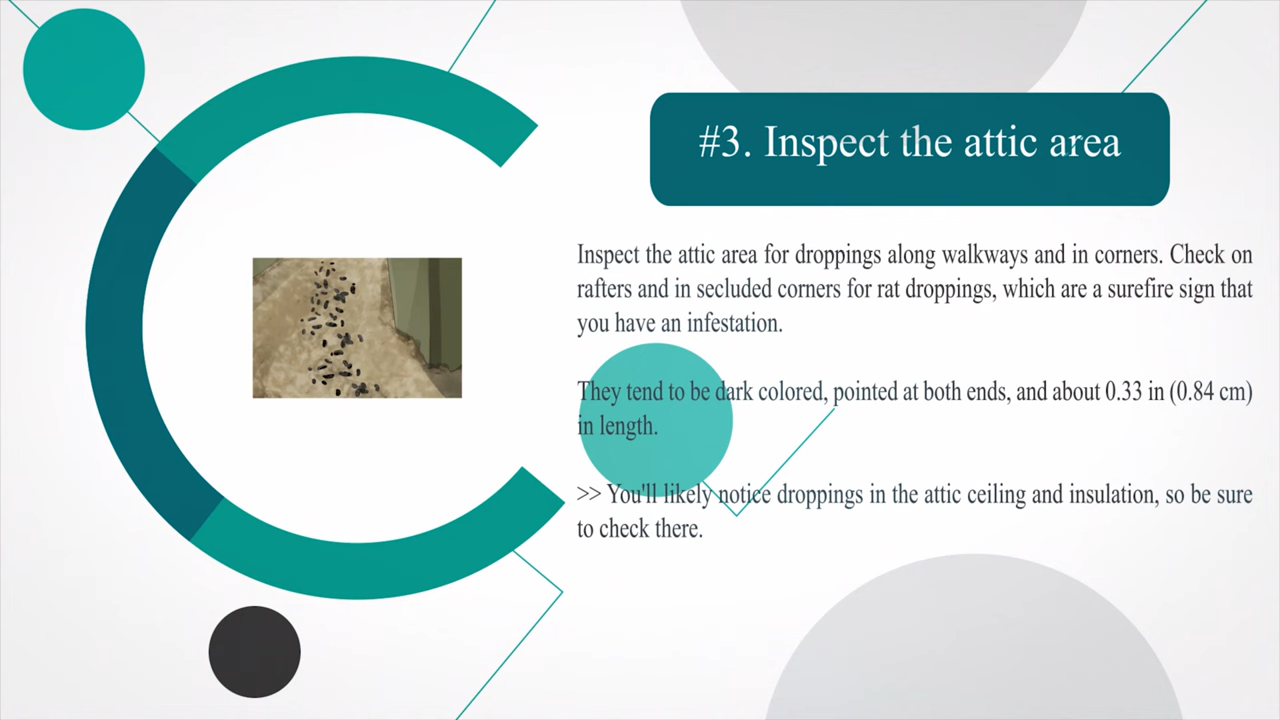 #3. Inspect the attic area
Inspect the attic area for droppings along walkways and in corners. Check on
rafters and in secluded corners for rat droppings, which are a surefire sign that
you have an infestation.
They tend to be dark colored, pointed at both ends, and about 0.33 in (0.84 cm)
in length.
>> You'll likely notice droppings in the attic ceiling and insulation, so be sure
to check there.